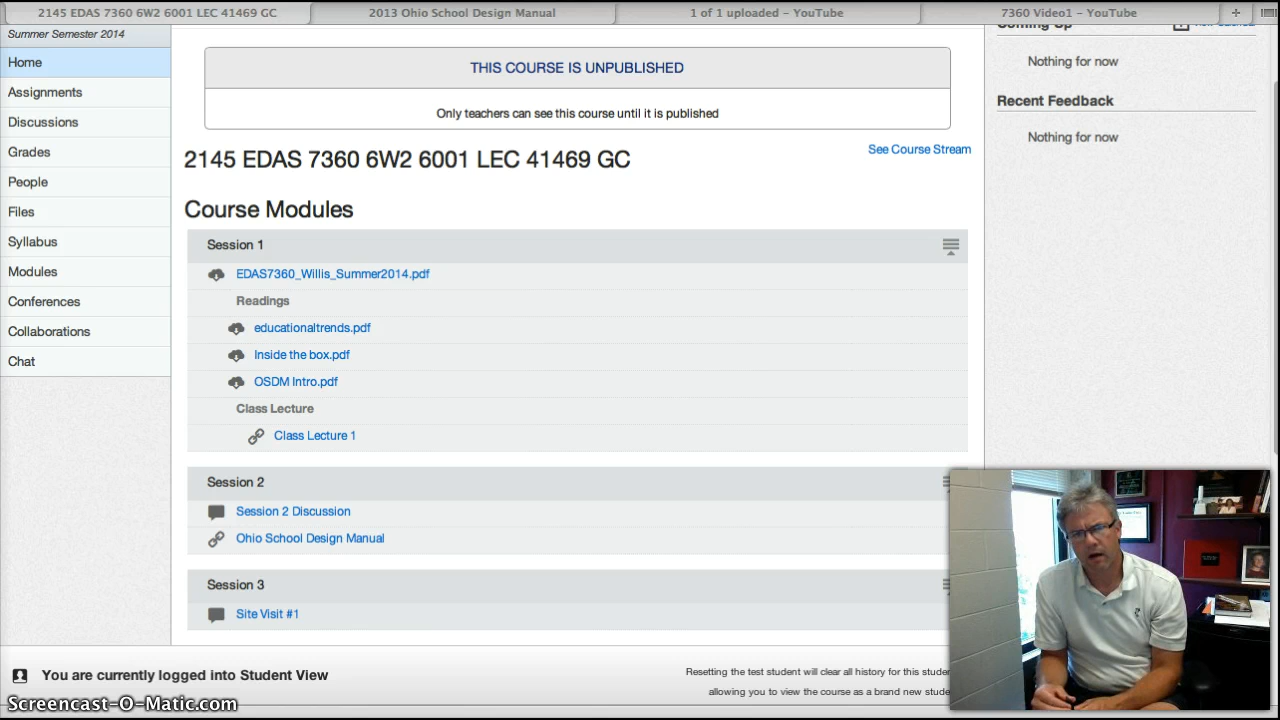 2145 EDAS 7360 6W2 6001 LEC 41469 GC
2013 Ohio School Design Manual
1 of 1 uploaded – YouTube
7360 Video1 – YouTube
+
Summer Semester 2014
Home
Assignments
Discussions
Grades
People
Files
Syllabus
Modules
Conferences
Collaborations
Chat
THIS COURSE IS UNPUBLISHED
Only teachers can see this course until it is published
2145 EDAS 7360 6W2 6001 LEC 41469 GC
See Course Stream
Course Modules
Session 1
EDAS7360_Willis_Summer2014.pdf
Readings
educationaltrends.pdf
Inside the box.pdf
OSDM Intro.pdf
Class Lecture
Class Lecture 1
Session 2
Session 2 Discussion
Ohio School Design Manual
Session 3
Site Visit #1
Coming Up
Nothing for now
Recent Feedback
Nothing for now
You are currently logged into Student View
Resetting the test student will clear all history for this
allowing you to view the course as a brand new
Screencast-O-Matic.com